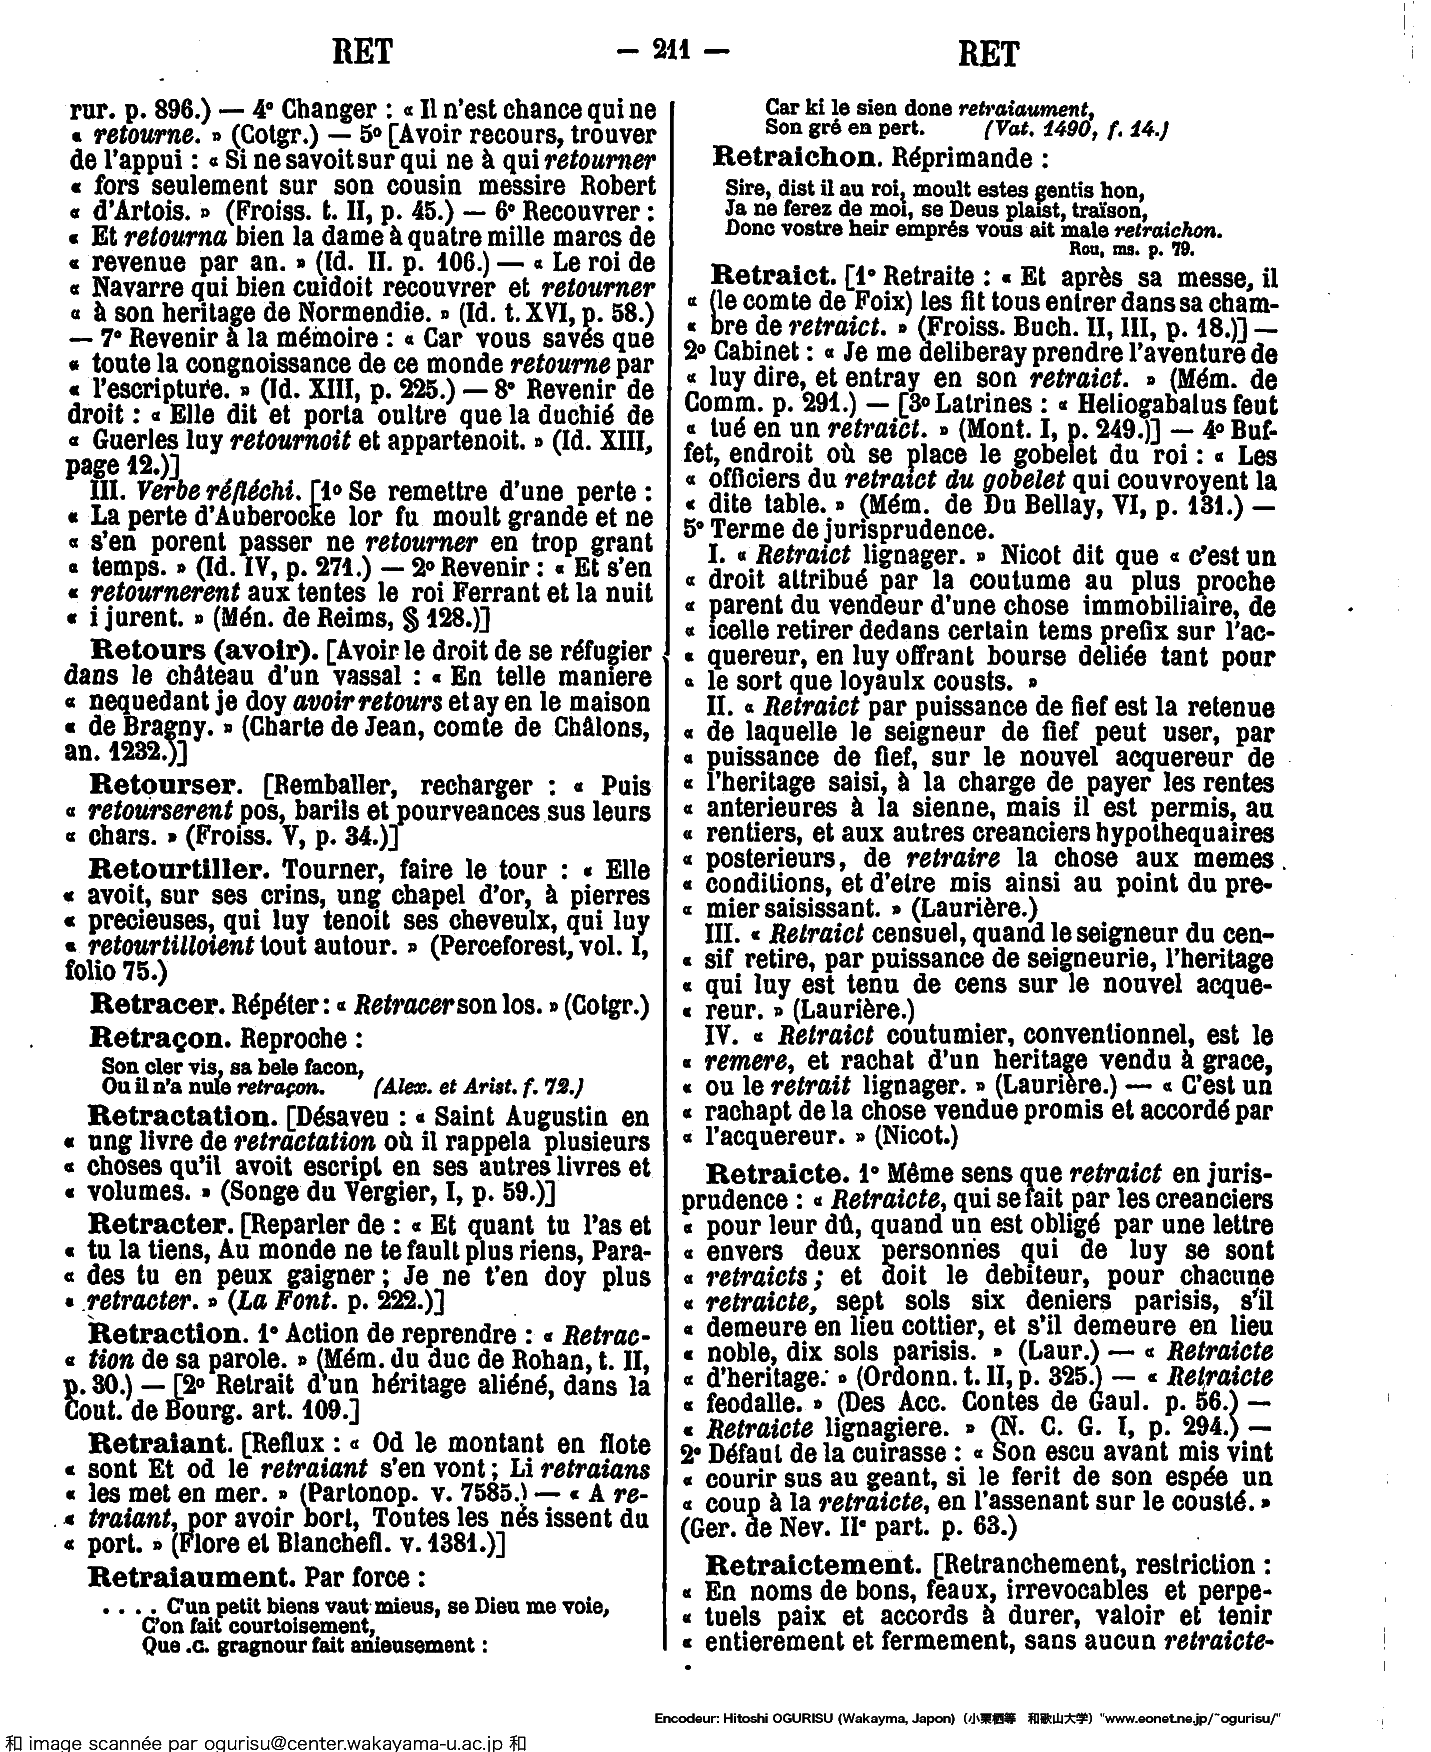 RET — 211 — RET
rur. p. 896.) — 4° Changer : « Il n'est chance qui ne
« retourne. » (Cotgr.) — 5° [Avoir recours, trouver
de l'appui : « Si ne savoit sur qui ne à qui retourner
« fors seulement sur son cousin messire Robert
« d'Artois. » (Froiss. t. II, p. 45.) — 6° Recouvrer :
« Et retourna bien la dame à quatre mille marcs de
« revenue par an. » (Id. II. p. 106.) — « Le roi de
« Navarre qui bien cuidoit recouvrer et retourner
« à son heritage de Normendie. » (Id. t. XVI, p. 58.)
— 7° Revenir à la mémoire : « Car vous savés que
« toute la congnoissance de ce monde retourne par
« l'escripture. » (Id. XIII, p. 225.) — 8° Revenir de
droit : « Elle dit et porta oultre que la duchié de
« Guerles luy retournoit et appartenoit. » (Id. XIII,
page 12.)]
III. Verbe réfléchi. [1° Se remettre d'une perte :
« La perte d'Auberocke lor fu moult grande et ne
« s'en porent passer ne retourner en trop grant
« temps. » (Id. IV, p. 271.) — 2° Revenir : « Et s'en
« retournerent aux tentes le roi Ferrant et la nuit
« i jurent. » (Mén. de Reims, § 128.)]
Retours (avoir). [Avoir le droit de se réfugier
dans le château d'un vassal : « En telle maniere
« nequedant je doy avoir retours et ay en le maison
« de Bragny. » (Charte de Jean, comte de Châlons,
an. 1232.)]
Retourser. [Remballer, recharger : « Puis
« retourserent pos, barils et pourveances sus leurs
« chars. » (Froiss. V, p. 34.)]
Retourtiller. Tourner, faire le tour : « Elle
« avoit, sur ses crins, ung chapel d'or, à pierres
« precieuses, qui luy tenoit ses cheveulx, qui luy
« retourtilloient tout autour. » (Perceforest, vol. I,
folio 75.)
Retracer. Répéter : « Retracer son los. » (Cotgr.)
Retraçon. Reproche :
Son cler vis, sa bele facon,
Ou il n'a nule retraçon. (Alex. et Arist. f. 72.)
Retractation. [Désaveu : « Saint Augustin en
« ung livre de retractation où il rappela plusieurs
« choses qu'il avoit escript en ses autres livres et
« volumes. » (Songe du Vergier, I, p. 59.)]
Retracter. [Reparler de : « Et quant tu l'as et
« tu la tiens, Au monde ne te fault plus riens, Para-
« des tu en peux gaigner ; Je ne t'en doy plus
« retracter. » (La Font. p. 222.)]
Retraction. 1° Action de reprendre : « Retrac-
« tion de sa parole. » (Mém. du duc de Rohan, t. II,
p. 30.) — [2° Retrait d'un héritage aliéné, dans la
Cout. de Bourg. art. 109.]
Retraiant. [Reflux : « Od le montant en flote
« sont Et od le retraiant s'en vont ; Li retraians
« les met en mer. » (Partonop. v. 7585.) — « A re-
« traiant, por avoir bort, Toutes les nés issent du
« port. » (Flore et Blanchefl. v. 1381.)]
Retraiaument. Par force :
. . . . C'un petit biens vaut mieus, se Dieu me voie,
C'on fait courtoisement,
Que .c. gragnour fait anieusement :
Car ki le sien done retraiaument,
Son gré en pert. (Vat. 1490, f. 14.)
Retraichon. Réprimande :
Sire, dist il au roi, moult estes gentis hon,
Ja ne ferez de moi, se Deus plaist, traïson,
Donc vostre heir emprés vous ait male retraichon.
Rou, ms. p. 79.
Retraict. [1° Retraite : « Et après sa messe, il
« (le comte de Foix) les fit tous entrer dans sa cham-
« bre de retraict. » (Froiss. Buch. II, III, p. 18.)] —
2° Cabinet : « Je me deliberay prendre l'aventure de
« luy dire, et entray en son retraict. » (Mém. de
Comm. p. 291.) — [3° Latrines : « Heliogabalus feut
« tué en un retraict. » (Mont. I, p. 249.)] — 4° Buf-
fet, endroit où se place le gobelet du roi : « Les
« officiers du retraict du gobelet qui couvroyent la
« dite table. » (Mém. de Du Bellay, VI, p. 131.) —
5° Terme de jurisprudence.
I. « Retraict lignager. » Nicot dit que « c'est un
« droit attribué par la coutume au plus proche
« parent du vendeur d'une chose immobiliaire, de
« icelle retirer dedans certain tems prefix sur l'ac-
« quereur, en luy offrant bourse deliée tant pour
« le sort que loyaulx cousts. »
II. « Retraict par puissance de fief est la retenue
« de laquelle le seigneur de fief peut user, par
« puissance de fief, sur le nouvel acquereur de
« l'heritage saisi, à la charge de payer les rentes
« anterieures à la sienne, mais il est permis, au
« rentiers, et aux autres creanciers hypothequaires
« posterieurs, de retraire la chose aux memes
« conditions, et d'etre mis ainsi au point du pre-
« mier saisissant. » (Laurière.)
III. « Retraict censuel, quand le seigneur du cen-
« sif retire, par puissance de seigneurie, l'heritage
« qui luy est tenu de cens sur le nouvel acque-
« reur. » (Laurière.)
IV. « Retraict coutumier, conventionnel, est le
« remere, et rachat d'un heritage vendu à grace,
« ou le retrait lignager. » (Laurière.) — « C'est un
« rachapt de la chose vendue promis et accordé par
« l'acquereur. » (Nicot.)
Retraicte. 1° Même sens que retraict en juris-
prudence : « Retraicte, qui se fait par les creanciers
« pour leur dû, quand un est obligé par une lettre
« envers deux personnes qui de luy se sont
« retraicts ; et doit le debiteur, pour chacune
« retraicte, sept sols six deniers parisis, s'il
« demeure en lieu cottier, et s'il demeure en lieu
« noble, dix sols parisis. » (Laur.) — « Retraicte
« d'heritage. » (Ordonn. t. II, p. 325.) — « Retraicte
« feodalle. » (Des Acc. Contes de Gaul. p. 56.) —
« Retraicte lignagiere. » (N. C. G. I, p. 294.) —
2° Défaut de la cuirasse : « Son escu avant mis vint
« courir sus au geant, si le ferit de son espée un
« coup à la retraicte, en l'assenant sur le cousté. »
(Ger. de Nev. IIe part. p. 63.)
Retraictement. [Retranchement, restriction :
« En noms de bons, feaux, irrevocables et perpe-
« tuels paix et accords à durer, valoir et tenir
« entierement et fermement, sans aucun retraicte-
Encodeur: Hitoshi OGURISU (Wakayma, Japon) (小栗栖等 和歌山大学) "www.eonet.ne.jp/~ogurisu/"
和 image scannée par ogurisu@center.wakayama-u.ac.jp 和